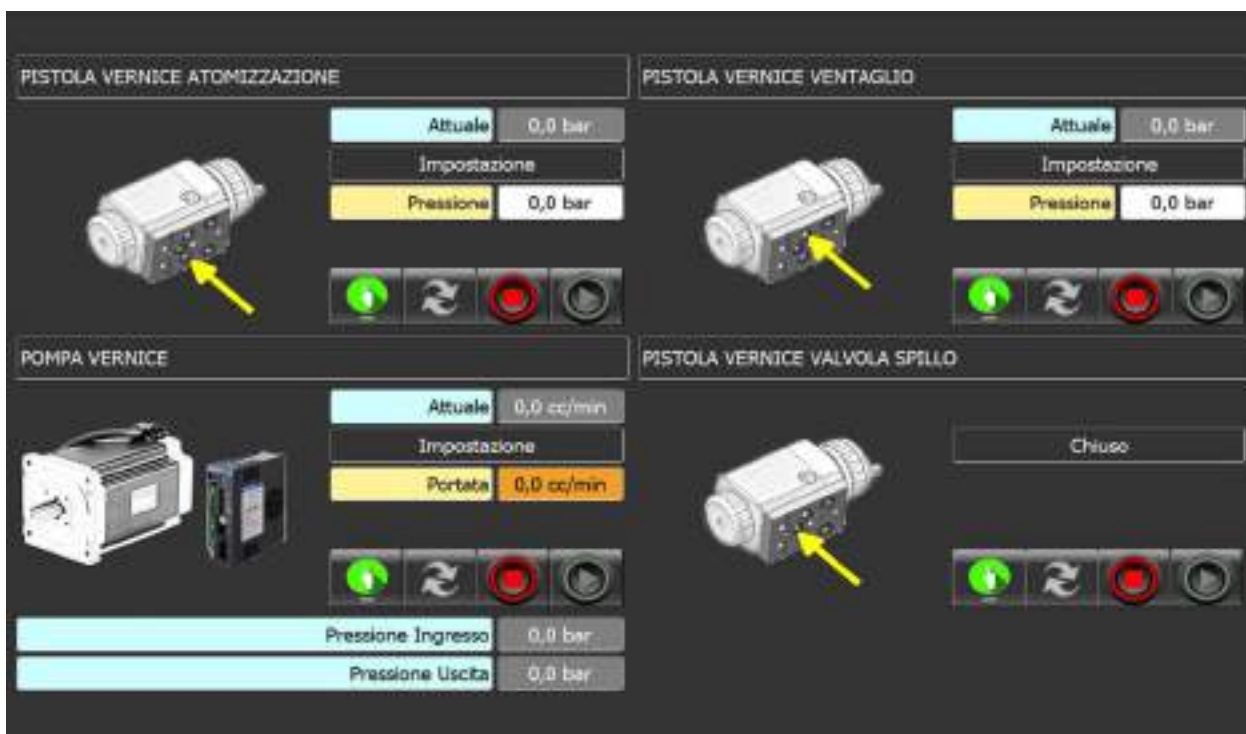 PISTOLA VERNICE ATOMIZZAZIONE
Attuale 0,0 bar
Impostazione
Pressione 0,0 bar
PISTOLA VERNICE VENTAGLIO
Attuale 0,0 bar
Impostazione
Pressione 0,0 bar
POMPA VERNICE
Attuale 0,0 cc/min
Impostazione
Portata 0,0 cc/min
Pressione Ingresso 0,0 bar
Pressione Uscita 0,0 bar
PISTOLA VERNICE VALVOLA SPILLO
Chiuso